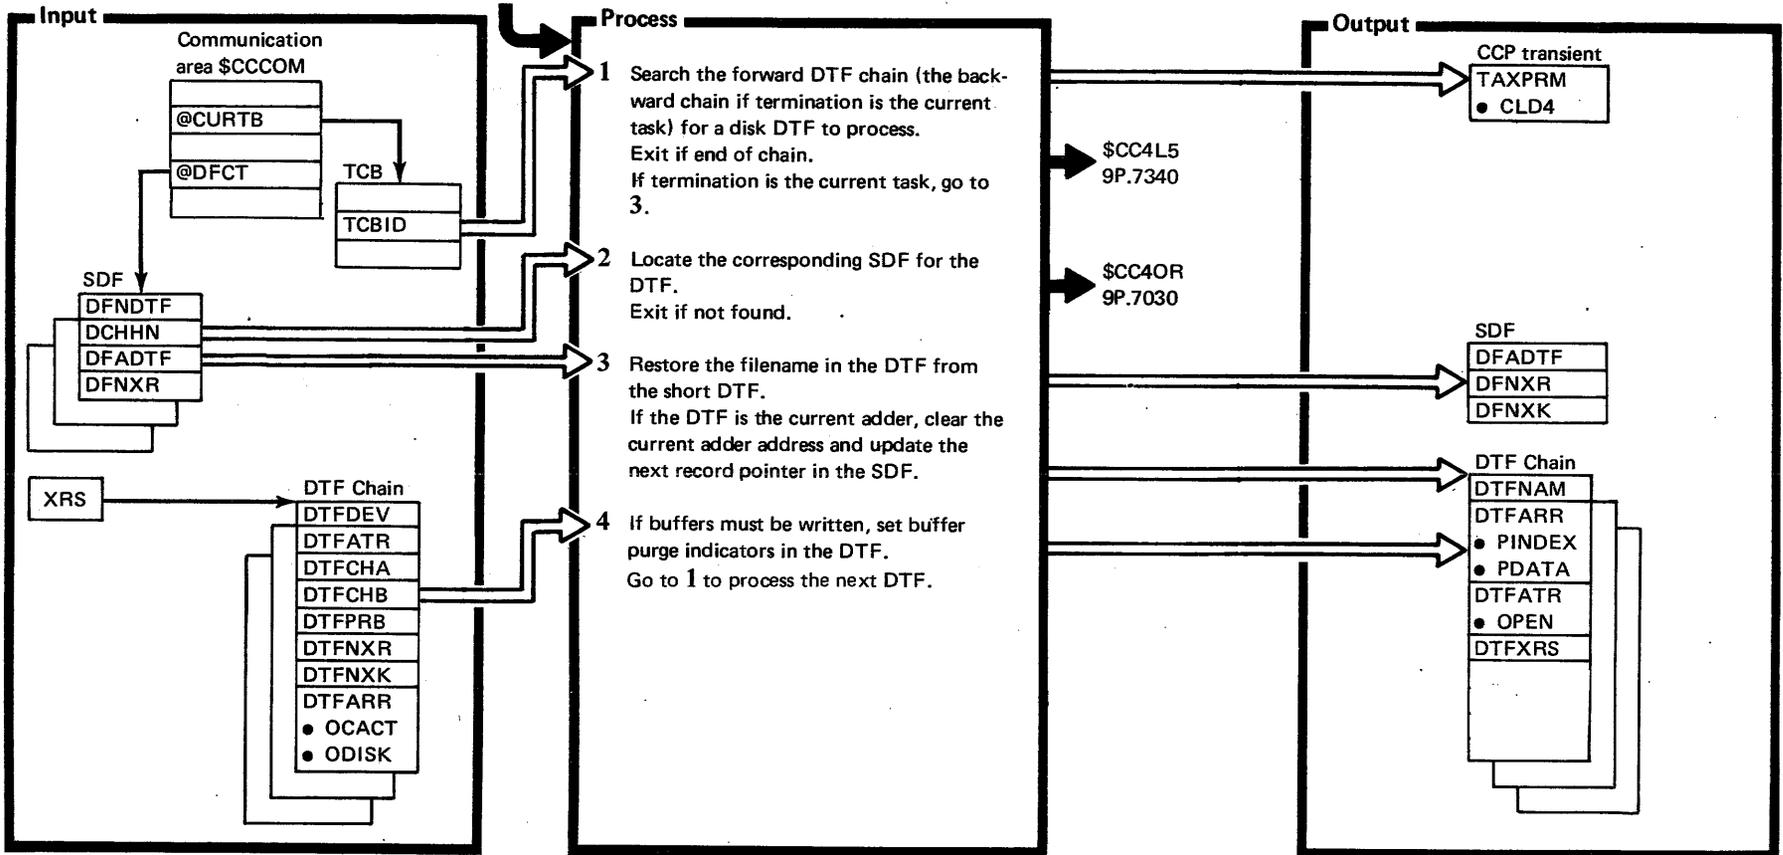 Input
Communication
area $CCCOM
@CURTB
@DFCT
TCB
TCBID
SDF
DFNDTF
DCHHN
DFADTF
DFNXR
XRS
DTF Chain
DTFDEV
DTFATR
DTFCHA
DTFCHB
DTFPRB
DTFNXR
DTFNXK
DTFARR
● OCACT
● ODISK
Process
1 Search the forward DTF chain (the back-
ward chain if termination is the current
task) for a disk DTF to process.
Exit if end of chain.
If termination is the current task, go to
3.
2 Locate the corresponding SDF for the
DTF.
Exit if not found.
3 Restore the filename in the DTF from
the short DTF.
If the DTF is the current adder, clear the
current adder address and update the
next record pointer in the SDF.
4 If buffers must be written, set buffer
purge indicators in the DTF.
Go to 1 to process the next DTF.
$CC4L5
9P.7340
$CC4OR
9P.7030
Output
CCP transient
TAXPRM
● CLD4
SDF
DFADTF
DFNXR
DFNXK
DTF Chain
DTFNAM
DTFARR
● PINDEX
● PDATA
DTFATR
● OPEN
DTFXRS